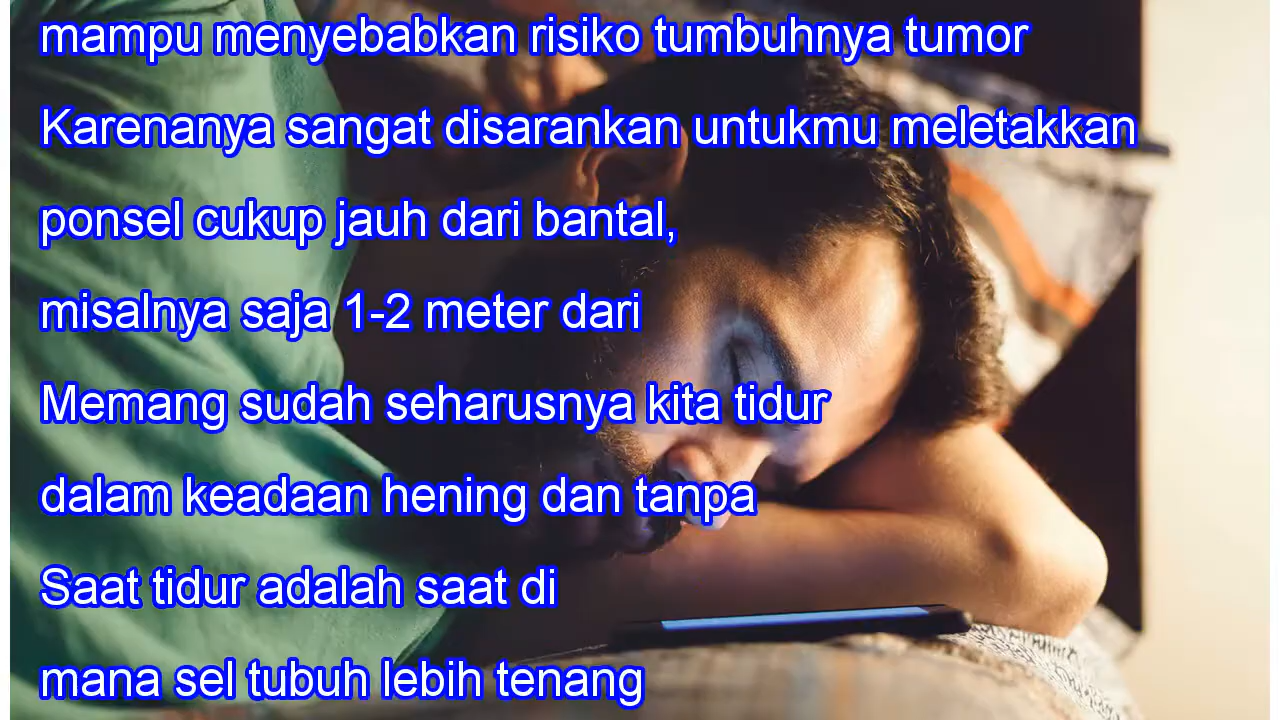 mampu menyebabkan risiko tumbuhnya tumor
Karenanya sangat disarankan untukmu meletakkan
ponsel cukup jauh dari bantal,
misalnya saja 1-2 meter dari
Memang sudah seharusnya kita tidur
dalam keadaan hening dan tanpa
Saat tidur adalah saat di
mana sel tubuh lebih tenang